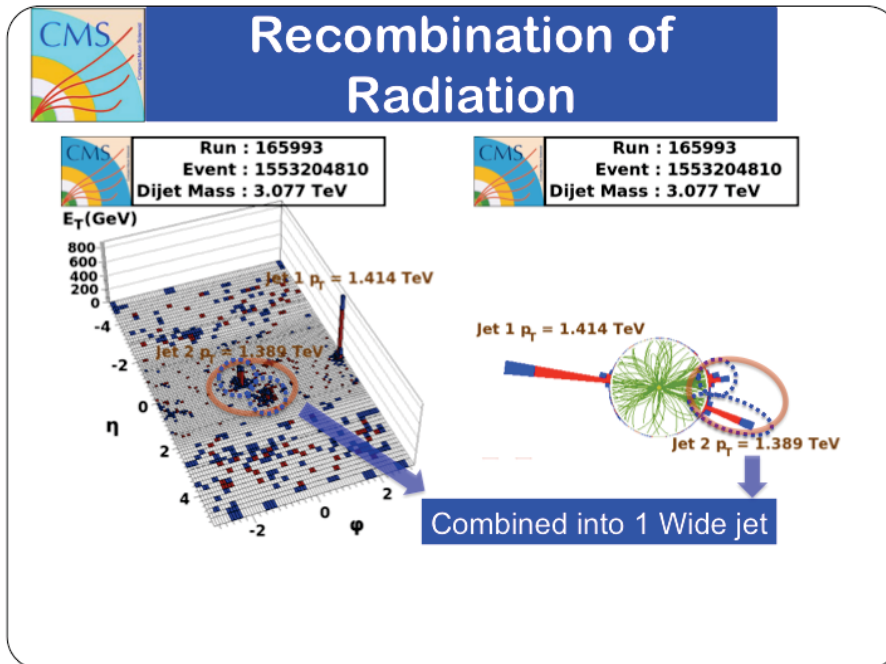 CMS
Compact Muon Solenoid
Recombination of
Radiation
CMS
Run : 165993
Event : 1553204810
Dijet Mass : 3.077 TeV
CMS
Run : 165993
Event : 1553204810
Dijet Mass : 3.077 TeV
E_T(GeV)
800
600
400
200
0
Jet 1 p_T = 1.414 TeV
Jet 2 p_T = 1.389 TeV
-4
-2
0
2
4
η
-2
0
2
φ
Jet 1 p_T = 1.414 TeV
Jet 2 p_T = 1.389 TeV
Combined into 1 Wide jet